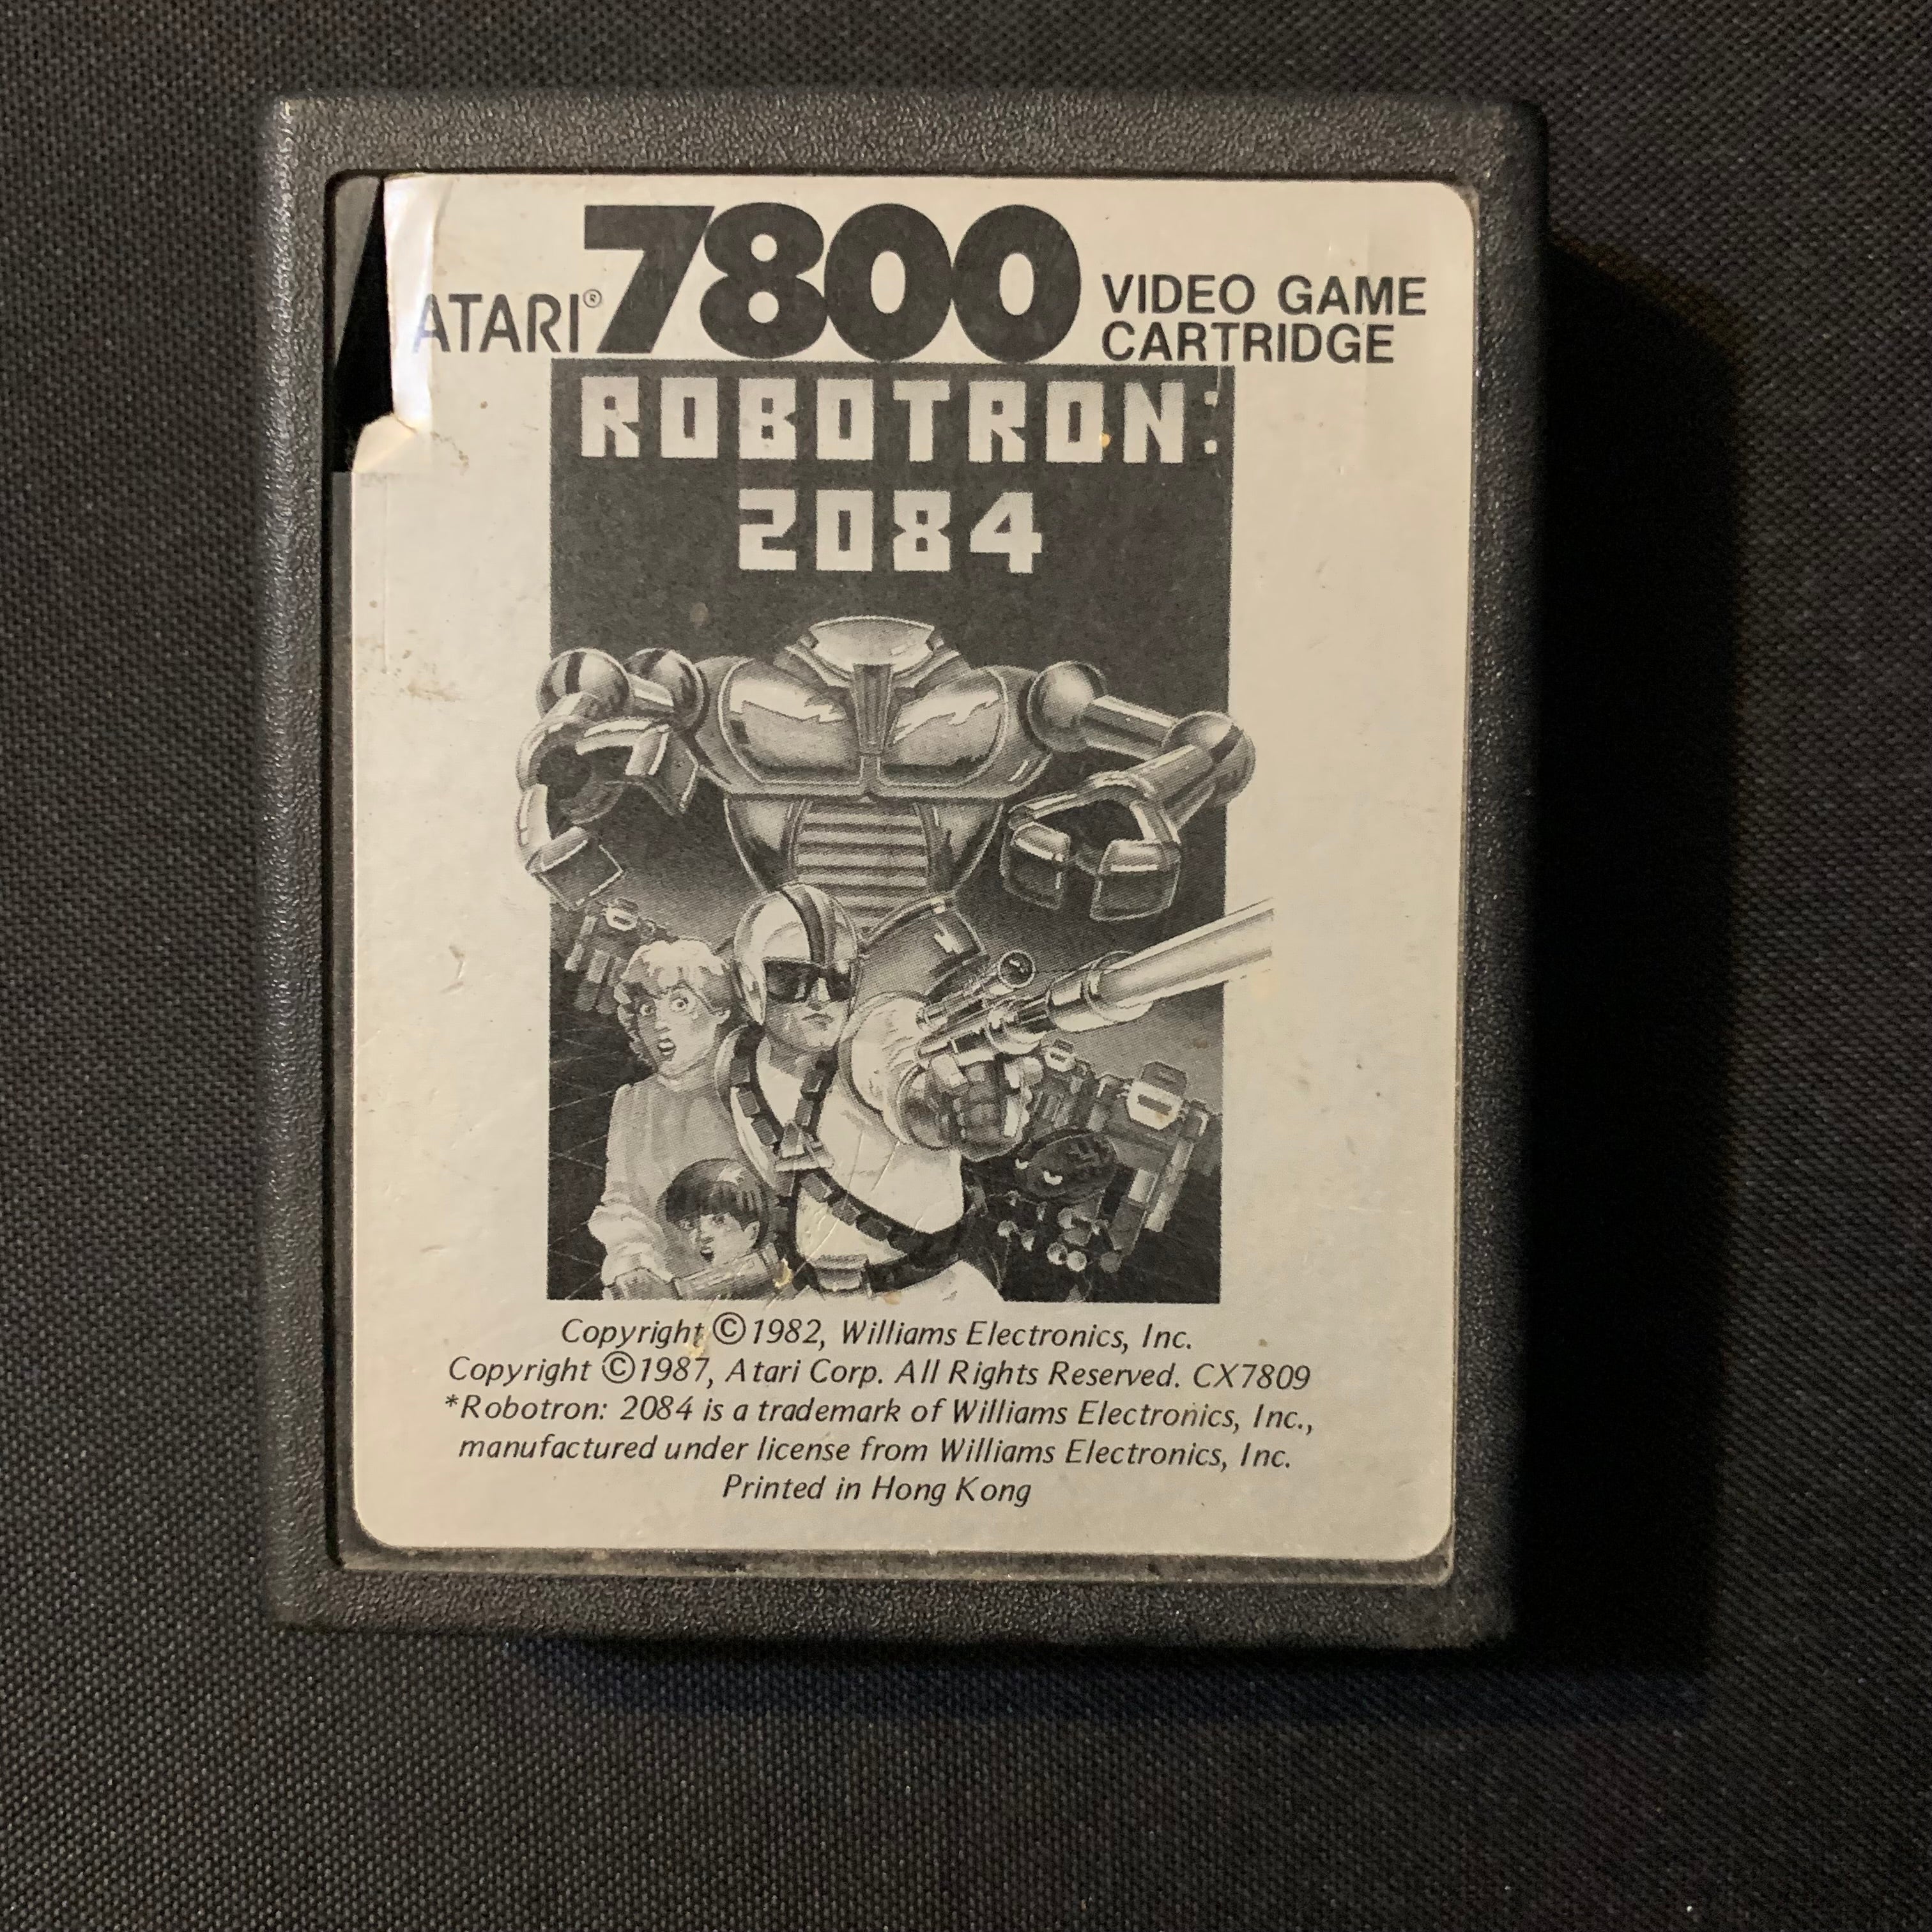 ATARI® 7800 VIDEO GAME
CARTRIDGE
ROBOTRON:
2084
Copyright ©1982, Williams Electronics, Inc.
Copyright ©1987, Atari Corp. All Rights Reserved. CX7809
*Robotron: 2084 is a trademark of Williams Electronics, Inc.,
manufactured under license from Williams Electronics, Inc.
Printed in Hong Kong